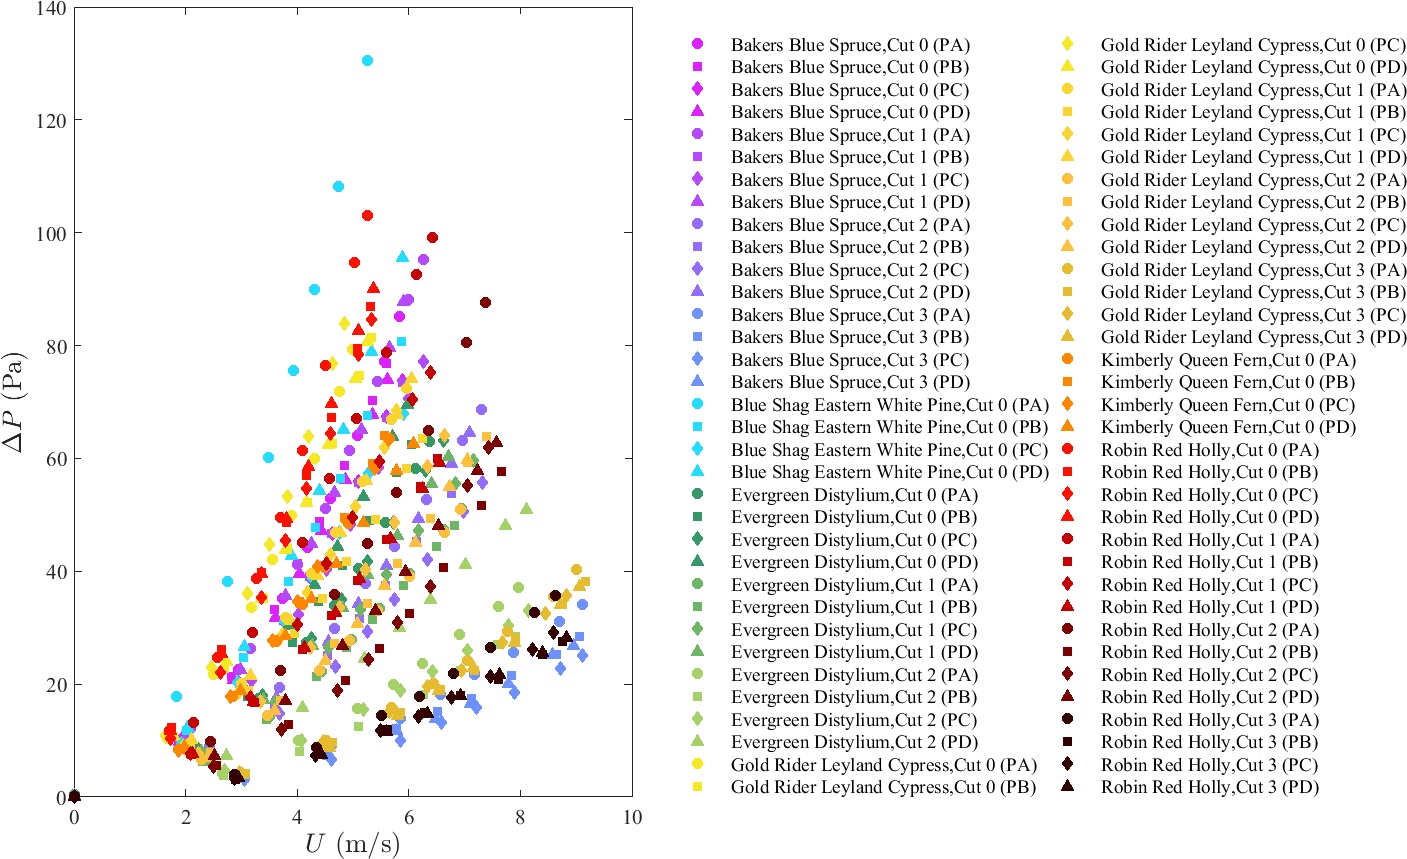 140
120
100
80
60
40
20
0
0
2
4
6
8
10
ΔP (Pa)
U (m/s)
Bakers Blue Spruce,Cut 0 (PA)
Bakers Blue Spruce,Cut 0 (PB)
Bakers Blue Spruce,Cut 0 (PC)
Bakers Blue Spruce,Cut 0 (PD)
Bakers Blue Spruce,Cut 1 (PA)
Bakers Blue Spruce,Cut 1 (PB)
Bakers Blue Spruce,Cut 1 (PC)
Bakers Blue Spruce,Cut 1 (PD)
Bakers Blue Spruce,Cut 2 (PA)
Bakers Blue Spruce,Cut 2 (PB)
Bakers Blue Spruce,Cut 2 (PC)
Bakers Blue Spruce,Cut 2 (PD)
Bakers Blue Spruce,Cut 3 (PA)
Bakers Blue Spruce,Cut 3 (PB)
Bakers Blue Spruce,Cut 3 (PC)
Bakers Blue Spruce,Cut 3 (PD)
Blue Shag Eastern White Pine,Cut 0 (PA)
Blue Shag Eastern White Pine,Cut 0 (PB)
Blue Shag Eastern White Pine,Cut 0 (PC)
Blue Shag Eastern White Pine,Cut 0 (PD)
Evergreen Distylium,Cut 0 (PA)
Evergreen Distylium,Cut 0 (PB)
Evergreen Distylium,Cut 0 (PC)
Evergreen Distylium,Cut 0 (PD)
Evergreen Distylium,Cut 1 (PA)
Evergreen Distylium,Cut 1 (PB)
Evergreen Distylium,Cut 1 (PC)
Evergreen Distylium,Cut 1 (PD)
Evergreen Distylium,Cut 2 (PA)
Evergreen Distylium,Cut 2 (PB)
Evergreen Distylium,Cut 2 (PC)
Evergreen Distylium,Cut 2 (PD)
Gold Rider Leyland Cypress,Cut 0 (PA)
Gold Rider Leyland Cypress,Cut 0 (PB)
Gold Rider Leyland Cypress,Cut 0 (PC)
Gold Rider Leyland Cypress,Cut 0 (PD)
Gold Rider Leyland Cypress,Cut 1 (PA)
Gold Rider Leyland Cypress,Cut 1 (PB)
Gold Rider Leyland Cypress,Cut 1 (PC)
Gold Rider Leyland Cypress,Cut 1 (PD)
Gold Rider Leyland Cypress,Cut 2 (PA)
Gold Rider Leyland Cypress,Cut 2 (PB)
Gold Rider Leyland Cypress,Cut 2 (PC)
Gold Rider Leyland Cypress,Cut 2 (PD)
Gold Rider Leyland Cypress,Cut 3 (PA)
Gold Rider Leyland Cypress,Cut 3 (PB)
Gold Rider Leyland Cypress,Cut 3 (PC)
Gold Rider Leyland Cypress,Cut 3 (PD)
Kimberly Queen Fern,Cut 0 (PA)
Kimberly Queen Fern,Cut 0 (PB)
Kimberly Queen Fern,Cut 0 (PC)
Kimberly Queen Fern,Cut 0 (PD)
Robin Red Holly,Cut 0 (PA)
Robin Red Holly,Cut 0 (PB)
Robin Red Holly,Cut 0 (PC)
Robin Red Holly,Cut 0 (PD)
Robin Red Holly,Cut 1 (PA)
Robin Red Holly,Cut 1 (PB)
Robin Red Holly,Cut 1 (PC)
Robin Red Holly,Cut 1 (PD)
Robin Red Holly,Cut 2 (PA)
Robin Red Holly,Cut 2 (PB)
Robin Red Holly,Cut 2 (PC)
Robin Red Holly,Cut 2 (PD)
Robin Red Holly,Cut 3 (PA)
Robin Red Holly,Cut 3 (PB)
Robin Red Holly,Cut 3 (PC)
Robin Red Holly,Cut 3 (PD)